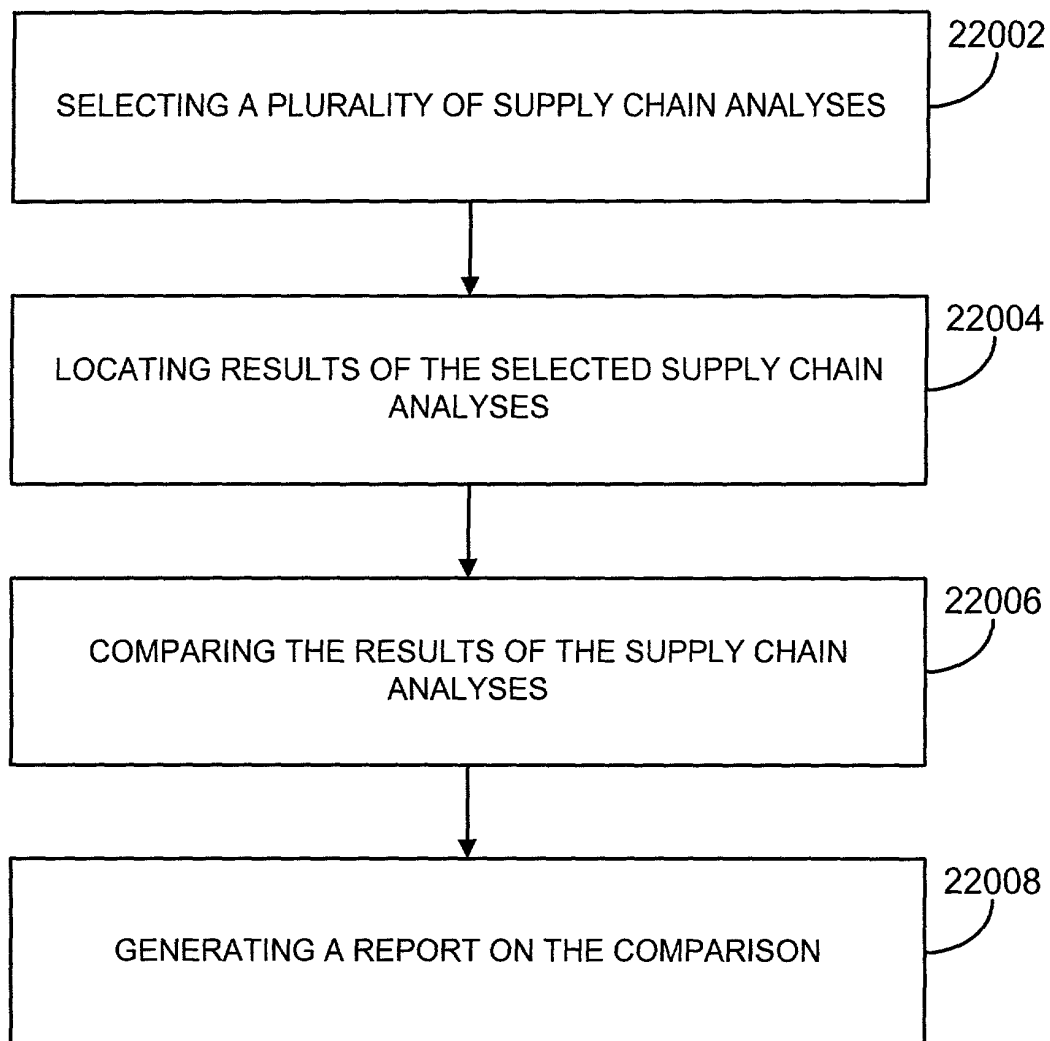 22002
SELECTING A PLURALITY OF SUPPLY CHAIN ANALYSES
22004
LOCATING RESULTS OF THE SELECTED SUPPLY CHAIN
ANALYSES
22006
COMPARING THE RESULTS OF THE SUPPLY CHAIN
ANALYSES
22008
GENERATING A REPORT ON THE COMPARISON